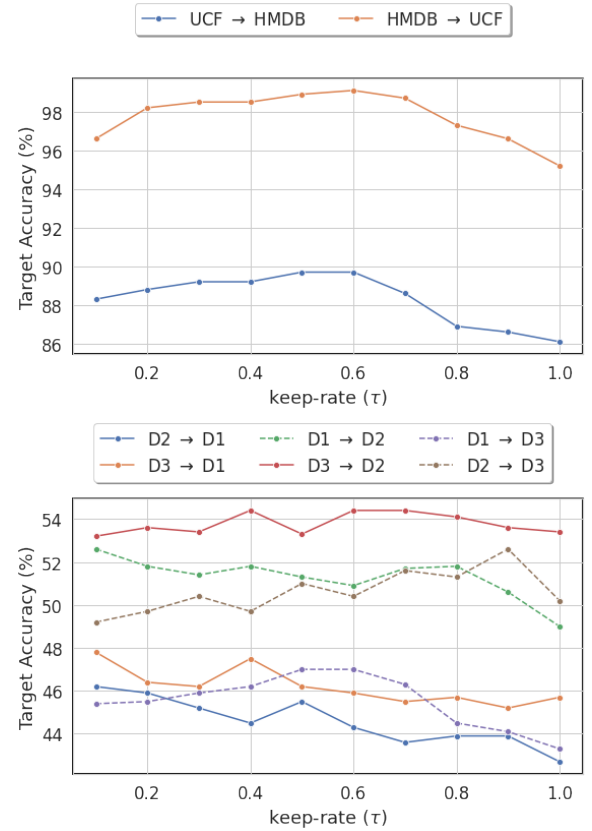 UCF → HMDB HMDB → UCF
98
96
94
92
90
88
86
Target Accuracy (%)
0.2 0.4 0.6 0.8 1.0
keep-rate (τ)
D2 → D1 D1 → D2 D1 → D3
D3 → D1 D3 → D2 D2 → D3
54
52
50
48
46
44
Target Accuracy (%)
0.2 0.4 0.6 0.8 1.0
keep-rate (τ)